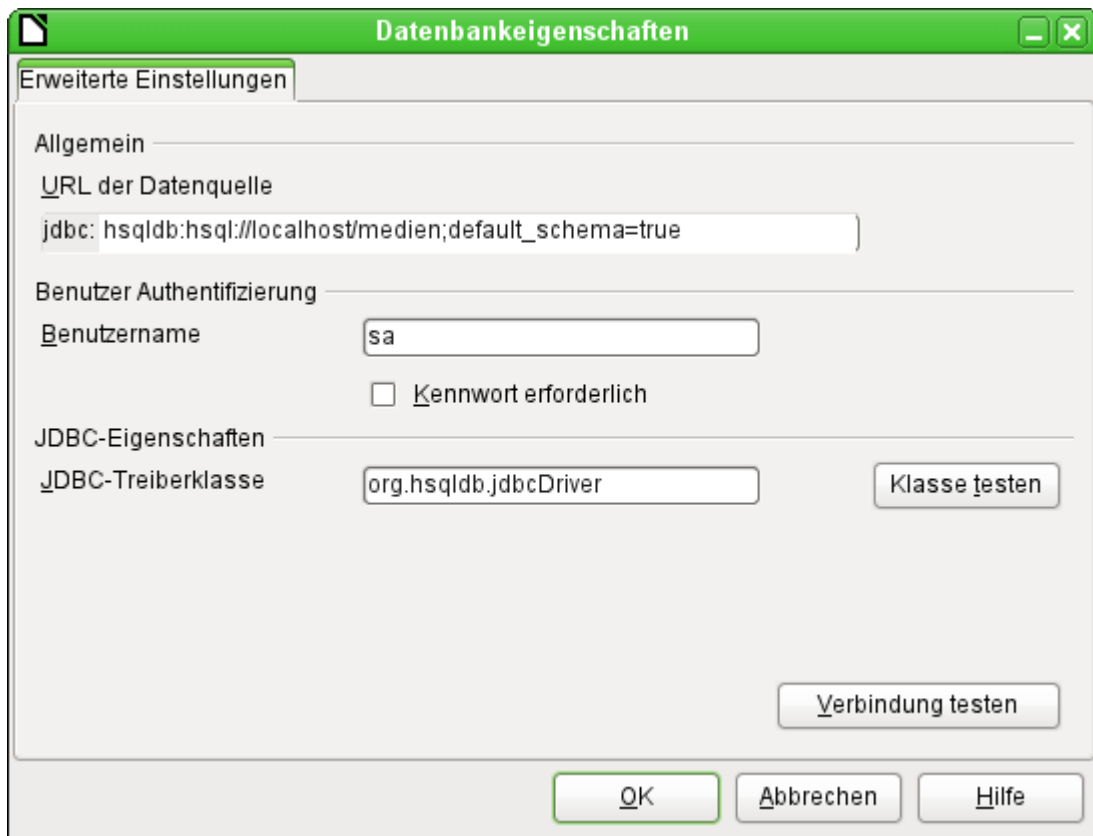 Datenbankeigenschaften
Erweiterte Einstellungen
Allgemein
URL der Datenquelle
jdbc: hsqldb:hsql://localhost/medien;default_schema=true
Benutzer Authentifizierung
Benutzername sa
Kennwort erforderlich
JDBC-Eigenschaften
JDBC-Treiberklasse org.hsqldb.jdbcDriver Klasse testen
Verbindung testen
OK Abbrechen Hilfe